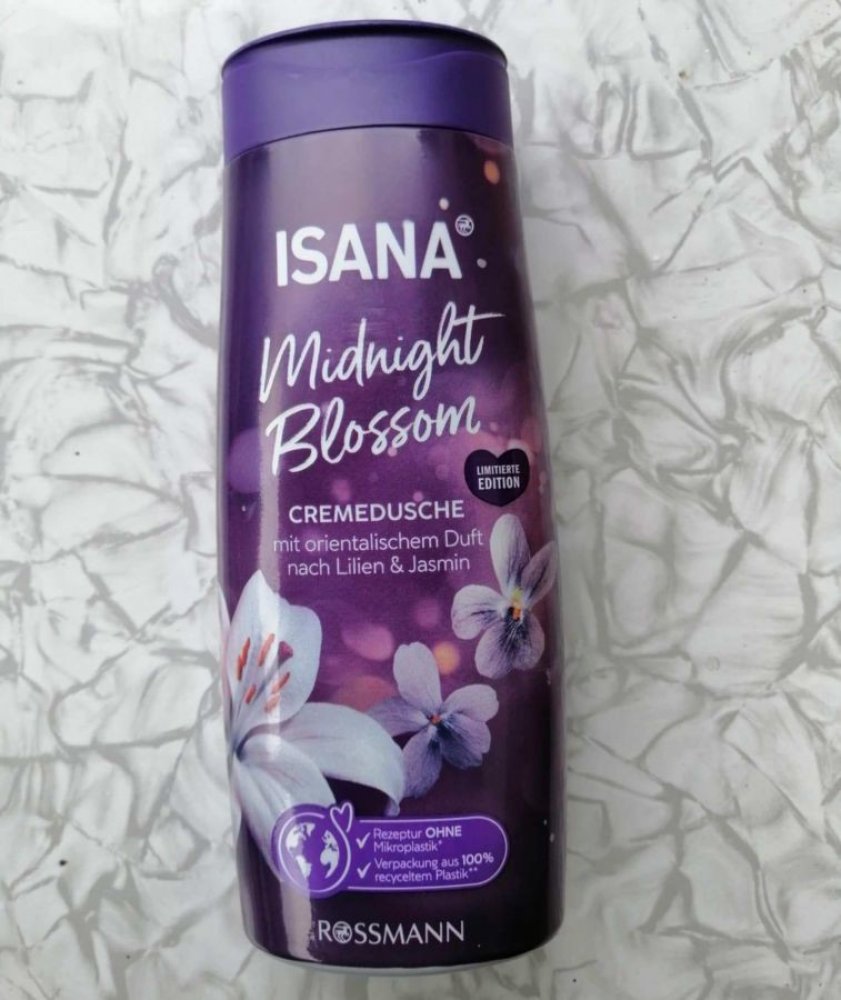 ISANA
Midnight
Blossom
LIMITIERTE
EDITION
CREMEDUSCHE
mit orientalischem Duft
nach Lilien & Jasmin
Rezeptur OHNE
Mikroplastik*
Verpackung aus 100%
recyceltem Plastik**
ROSSMANN